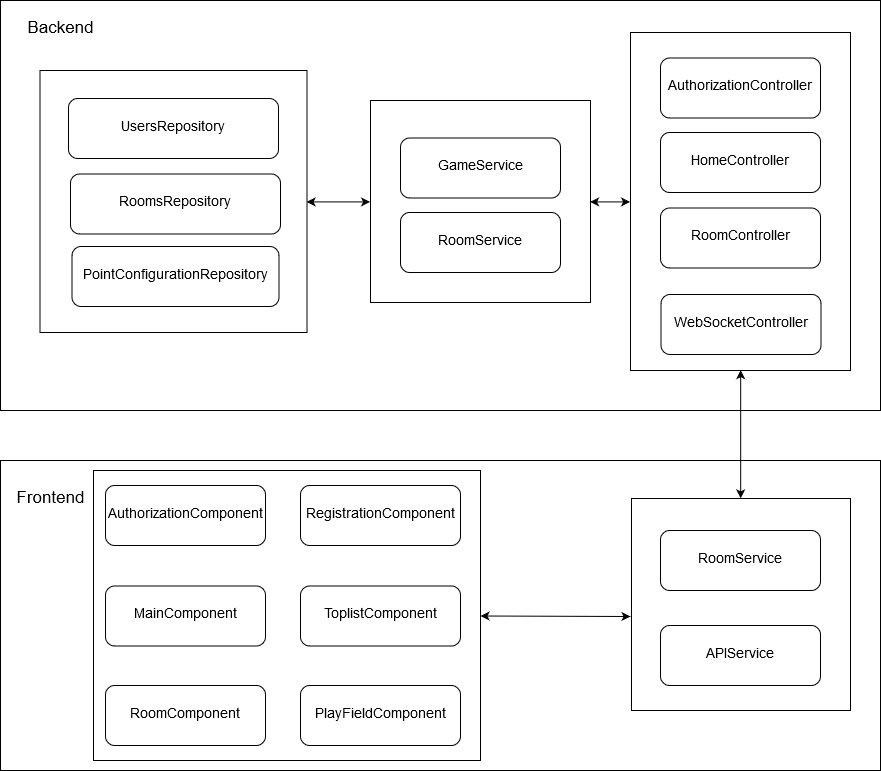 Backend
UsersRepository
RoomsRepository
PointConfigurationRepository
GameService
RoomService
AuthorizationController
HomeController
RoomController
WebSocketController
Frontend
AuthorizationComponent
RegistrationComponent
MainComponent
ToplistComponent
RoomComponent
PlayFieldComponent
RoomService
APIService